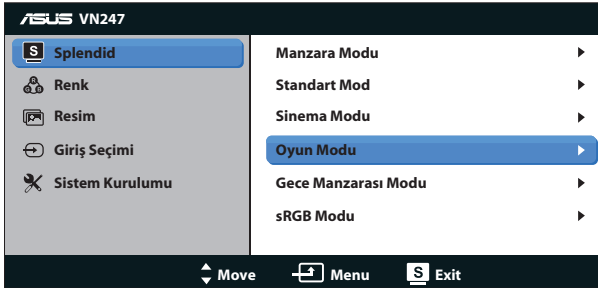 ASUS VN247
S Splendid
Renk
Resim
Giriş Seçimi
Sistem Kurulumu
Manzara Modu
Standart Mod
Sinema Modu
Oyun Modu
Gece Manzarası Modu
sRGB Modu
Move Menu S Exit